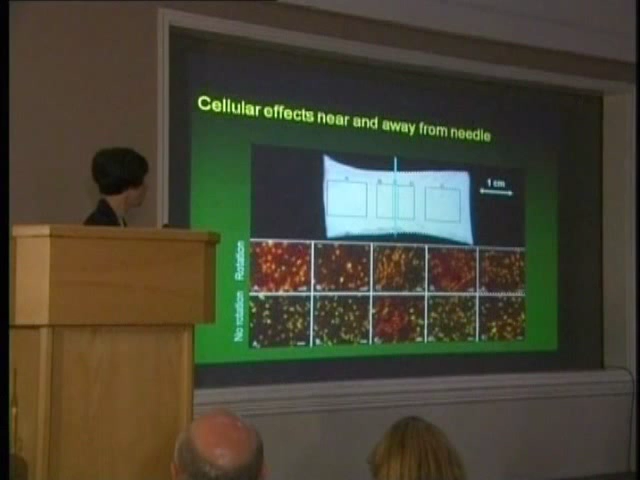 Cellular effects near and away from needle
1 cm
Rotation
No rotation